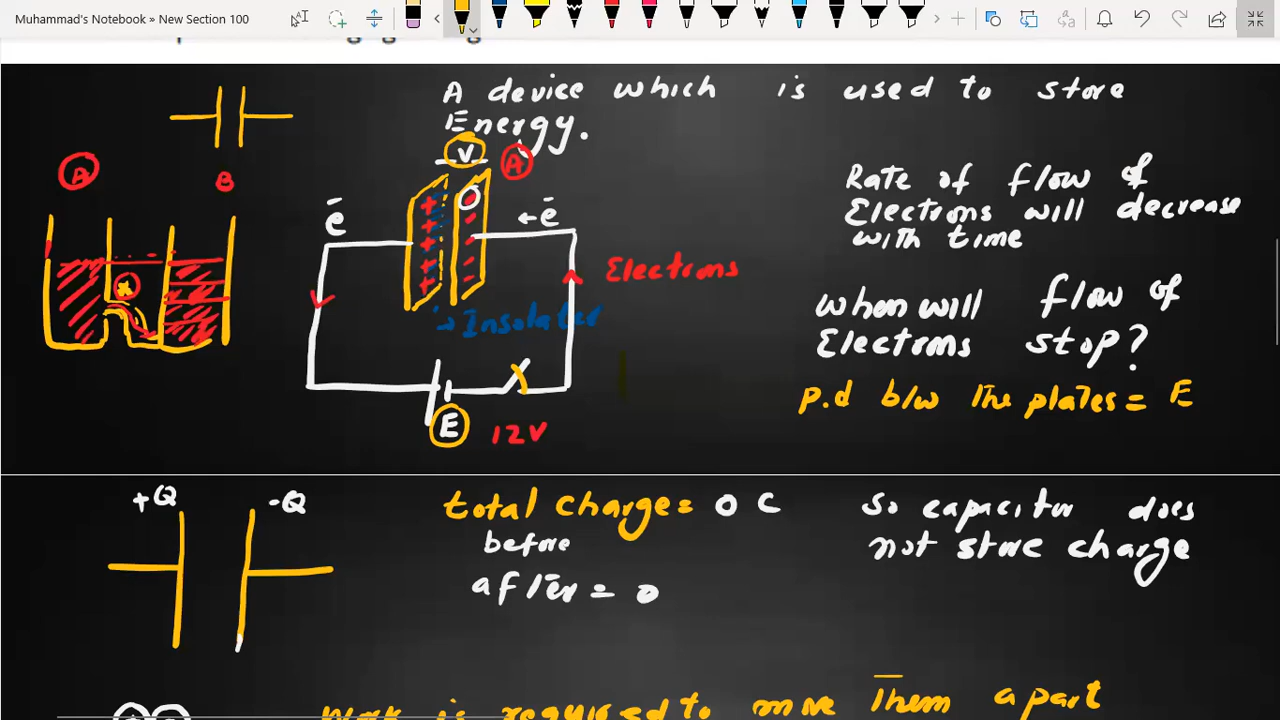 Muhammad's Notebook » New Section 100
A device which is used to store
Energy.
A
B
V
A
ē
←ē
Rate of flow of
Electrons will decrease
with time
Electrons
Insulater
When will flow of
Electrons stop?
p.d b/w the plates = E
E
12V
+Q
-Q
total charge = 0 C
before
after = 0
So capacitor does
not store charge
Work is required to move Them apart